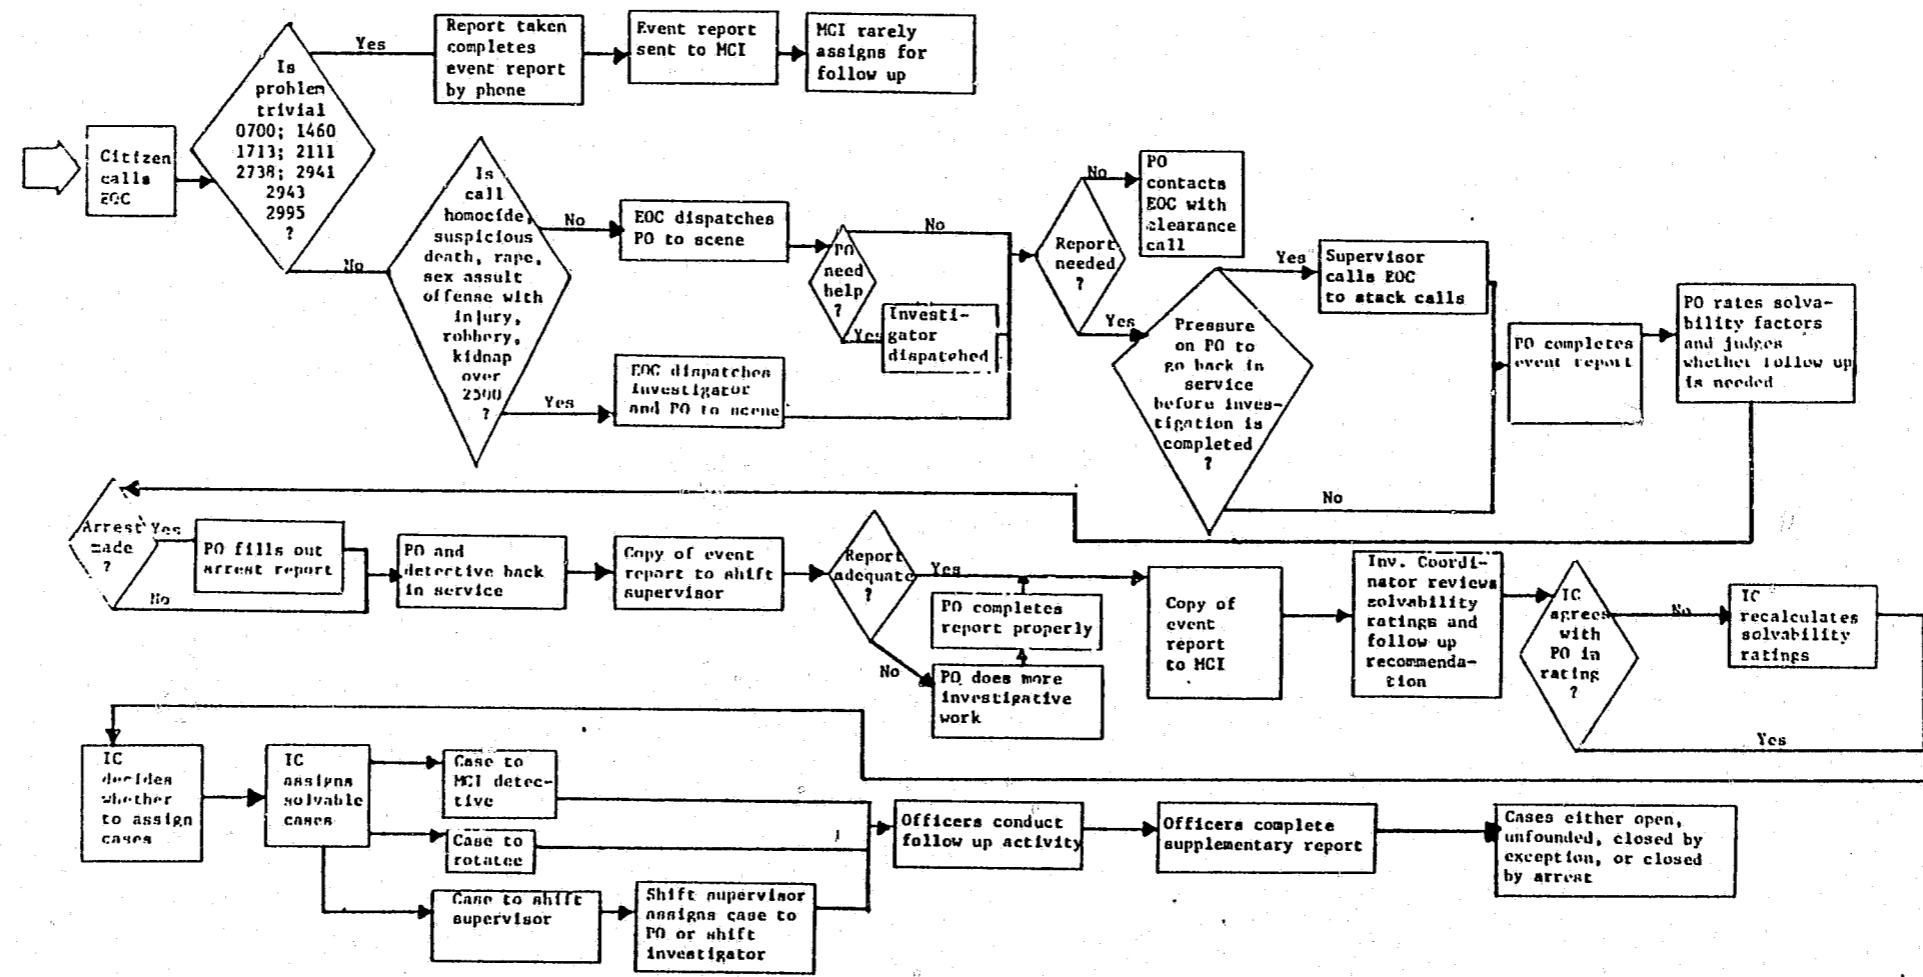 Citizen
calls
EOC
Is
problem
trivial
0700; 1460
1713; 2111
2738; 2941
2943
2995
?
Yes
Report taken
completes
event report
by phone
Event report
sent to MCI
MCI rarely
assigns for
follow up
No
Is
call
homocide,
suspicious
death, rape,
sex assult
offense with
injury,
robbery,
kidnap
over
2500
?
No
EOC dispatches
PO to scene
PO
need
help
?
No
Yes
Investi-
gator
dispatched
Yes
EOC dispatches
investigator
and PO to scene
Report
needed
?
No
PO
contacts
EOC with
clearance
call
Yes
Pressure
on PO to
go back in
service
before inves-
tigation is
completed
?
Yes
Supervisor
calls EOC
to stack calls
No
PO completes
event report
PO rates solva-
bility factors
and judges
whether follow up
is needed
Arrest
made
?
Yes
PO fills out
arrest report
No
PO and
detective back
in service
Copy of event
report to shift
supervisor
Report
adequate
?
Yes
No
PO completes
report properly
PO does more
investigative
work
Copy of
event
report
to MCI
Inv. Coordi-
nator reviews
solvability
ratings and
follow up
recommenda-
tion
IC
agrees
with
PO in
rating
?
No
IC
recalculates
solvability
ratings
Yes
IC
decides
whether
to assign
cases
IC
assigns
solvable
cases
Case to
MCI detec-
tive
Case to
rotatee
Case to shift
supervisor
Shift supervisor
assigns case to
PO or shift
investigator
Officers conduct
follow up activity
Officers complete
supplementary report
Cases either open,
unfounded, closed by
exception, or closed
by arrest